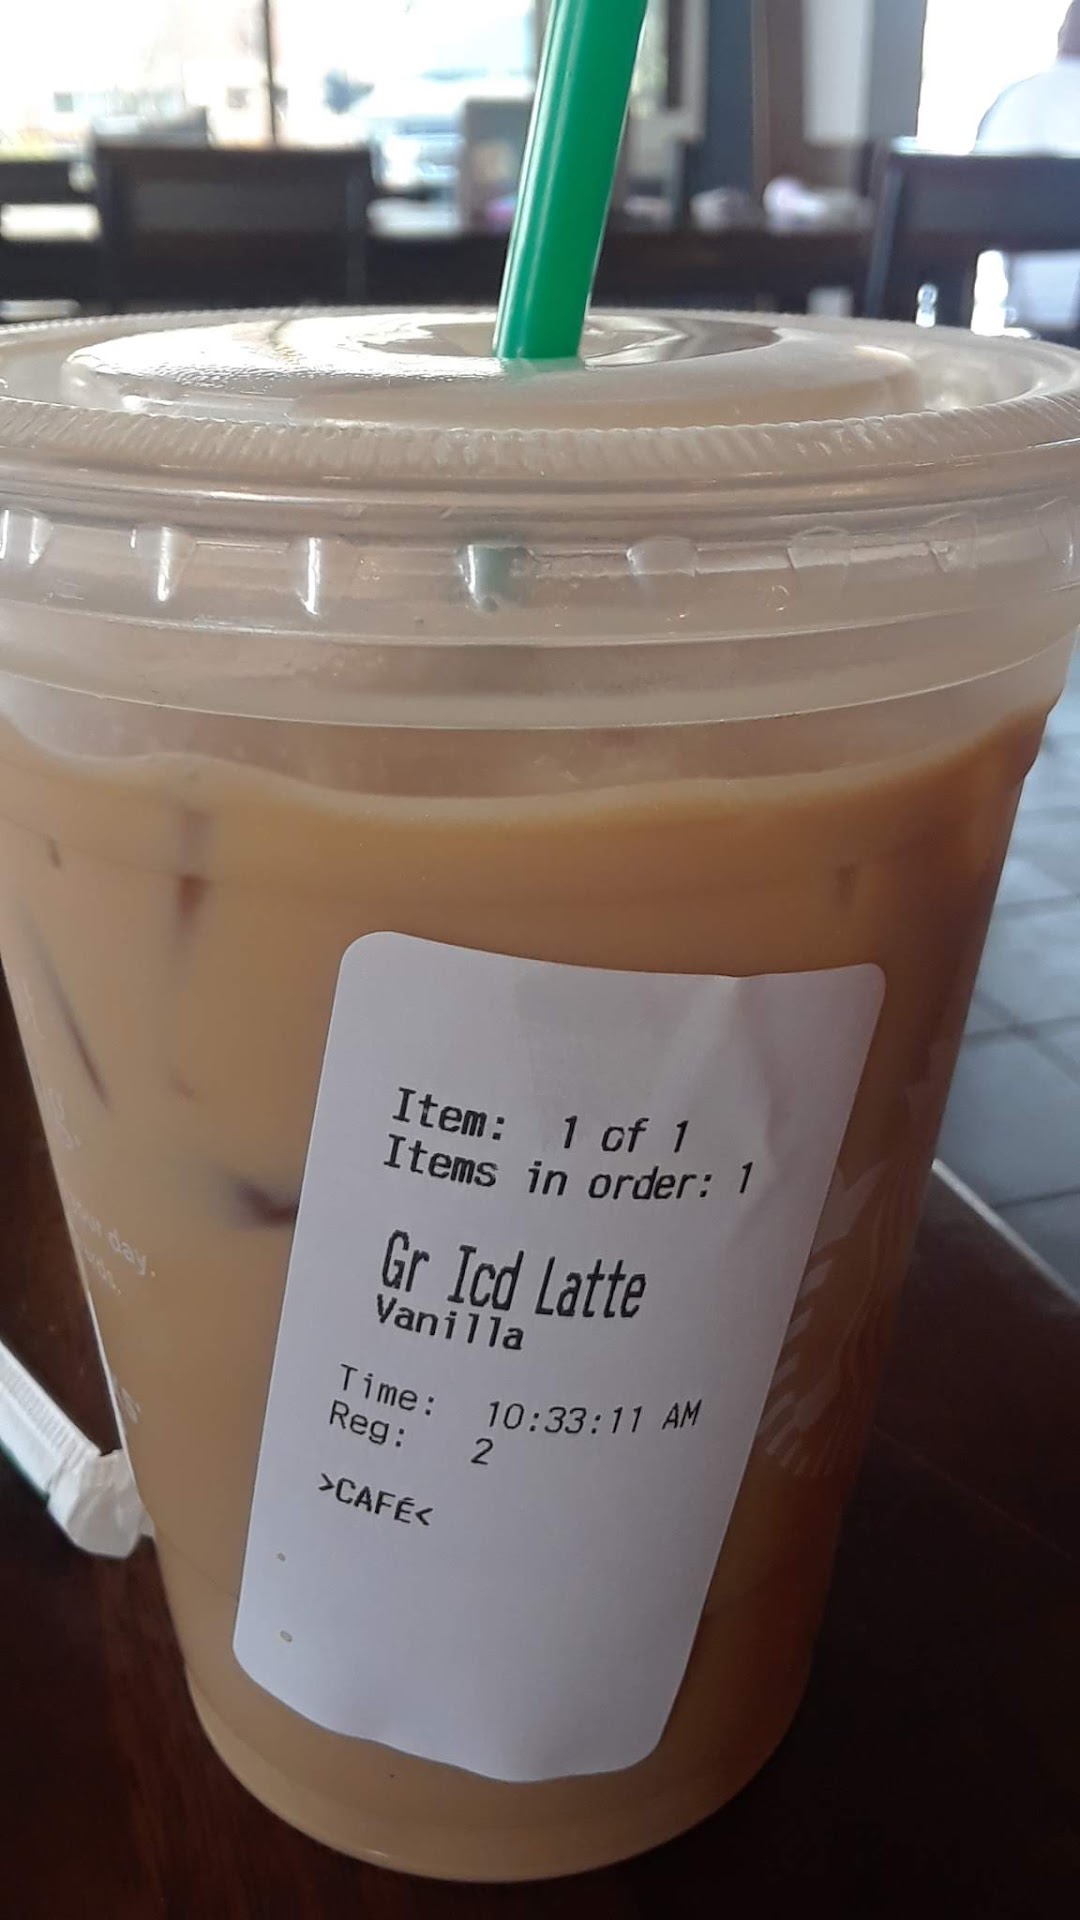 Item: 1 of 1
Items in order: 1
Gr Icd Latte
Vanilla
Time: 10:33:11 AM
Reg: 2
>CAFÉ<
day.